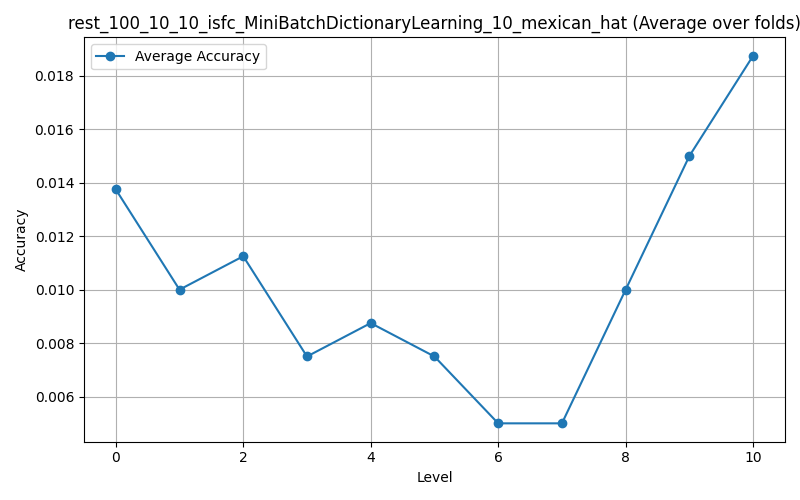 rest_100_10_10_isfc_MiniBatchDictionaryLearning_10_mexican_hat (Average over folds)
Average Accuracy
0.018
0.016
0.014
0.012
0.010
0.008
0.006
Accuracy
0 2 4 6 8 10
Level